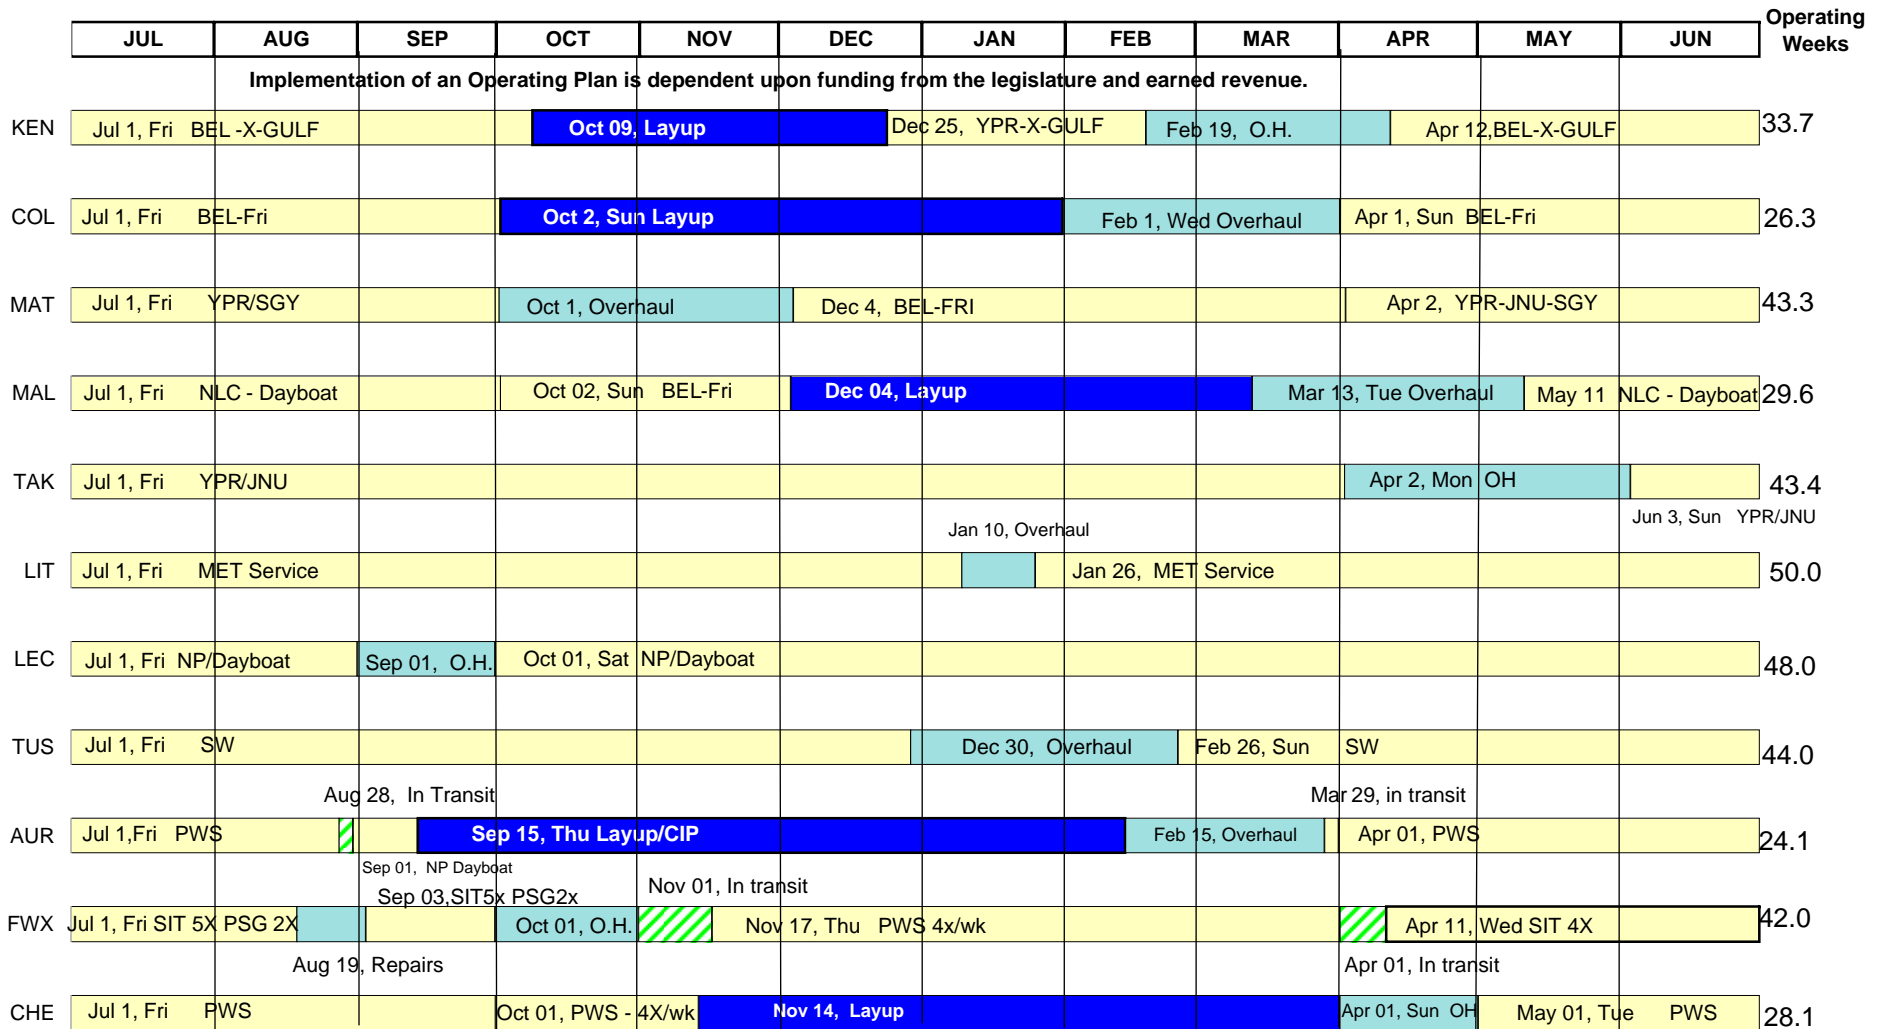 Operating
Weeks
JUL AUG SEP OCT NOV DEC JAN FEB MAR APR MAY JUN
Implementation of an Operating Plan is dependent upon funding from the legislature and earned revenue.
KEN Jul 1, Fri BEL -X-GULF Oct 09, Layup Dec 25, YPR-X-GULF Feb 19, O.H. Apr 12,BEL-X-GULF 33.7
COL Jul 1, Fri BEL-Fri Oct 2, Sun Layup Feb 1, Wed Overhaul Apr 1, Sun BEL-Fri 26.3
MAT Jul 1, Fri YPR/SGY Oct 1, Overhaul Dec 4, BEL-FRI Apr 2, YPR-JNU-SGY 43.3
MAL Jul 1, Fri NLC - Dayboat Oct 02, Sun BEL-Fri Dec 04, Layup Mar 13, Tue Overhaul May 11 NLC - Dayboat 29.6
TAK Jul 1, Fri YPR/JNU Apr 2, Mon OH 43.4
Jun 3, Sun YPR/JNU
Jan 10, Overhaul
LIT Jul 1, Fri MET Service Jan 26, MET Service 50.0
LEC Jul 1, Fri NP/Dayboat Sep 01, O.H. Oct 01, Sat NP/Dayboat 48.0
TUS Jul 1, Fri SW Dec 30, Overhaul Feb 26, Sun SW 44.0
Aug 28, In Transit Mar 29, in transit
AUR Jul 1,Fri PWS Sep 15, Thu Layup/CIP Feb 15, Overhaul Apr 01, PWS 24.1
Sep 01, NP Dayboat
Sep 03,SIT5x PSG2x Nov 01, In transit
FWX Jul 1, Fri SIT 5X PSG 2X Oct 01, O.H. Nov 17, Thu PWS 4x/wk Apr 11, Wed SIT 4X 42.0
Aug 19, Repairs Apr 01, In transit
CHE Jul 1, Fri PWS Oct 01, PWS - 4X/wk Nov 14, Layup Apr 01, Sun OH May 01, Tue PWS 28.1